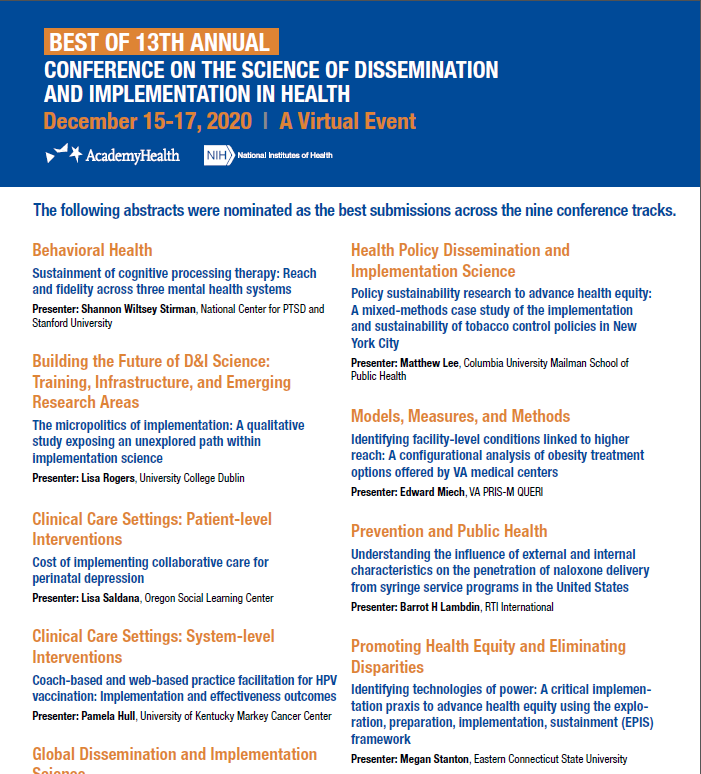 BEST OF 13TH ANNUAL
CONFERENCE ON THE SCIENCE OF DISSEMINATION
AND IMPLEMENTATION IN HEALTH
December 15-17, 2020 | A Virtual Event
AcademyHealth
NIH National Institutes of Health
The following abstracts were nominated as the best submissions across the nine conference tracks.
Behavioral Health
Sustainment of cognitive processing therapy: Reach
and fidelity across three mental health systems
Presenter: Shannon Wiltsey Stirman, National Center for PTSD and
Stanford University
Building the Future of D&I Science:
Training, Infrastructure, and Emerging
Research Areas
The micropolitics of implementation: A qualitative
study exposing an unexplored path within
implementation science
Presenter: Lisa Rogers, University College Dublin
Clinical Care Settings: Patient-level
Interventions
Cost of implementing collaborative care for
perinatal depression
Presenter: Lisa Saldana, Oregon Social Learning Center
Clinical Care Settings: System-level
Interventions
Coach-based and web-based practice facilitation for HPV
vaccination: Implementation and effectiveness outcomes
Presenter: Pamela Hull, University of Kentucky Markey Cancer Center
Global Dissemination and Implementation
Science
Health Policy Dissemination and
Implementation Science
Policy sustainability research to advance health equity:
A mixed-methods case study of the implementation
and sustainability of tobacco control policies in New
York City
Presenter: Matthew Lee, Columbia University Mailman School of
Public Health
Models, Measures, and Methods
Identifying facility-level conditions linked to higher
reach: A configurational analysis of obesity treatment
options offered by VA medical centers
Presenter: Edward Miech, VA PRIS-M QUERI
Prevention and Public Health
Understanding the influence of external and internal
characteristics on the penetration of naloxone delivery
from syringe service programs in the United States
Presenter: Barrot H Lambdin, RTI International
Promoting Health Equity and Eliminating
Disparities
Identifying technologies of power: A critical implemen-
tation praxis to advance health equity using the explo-
ration, preparation, implementation, sustainment (EPIS)
framework
Presenter: Megan Stanton, Eastern Connecticut State University